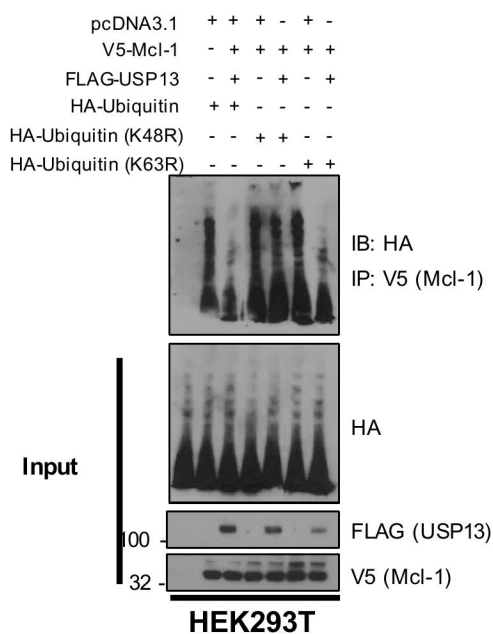 pcDNA3.1 + + + - + -
V5-Mcl-1 - + + + + +
FLAG-USP13 - + - + - +
HA-Ubiquitin + + - - - -
HA-Ubiquitin (K48R) - - + + - -
HA-Ubiquitin (K63R) - - - - + +
IB: HA
IP: V5 (Mcl-1)
HA
Input
100 - FLAG (USP13)
32 - V5 (Mcl-1)
HEK293T